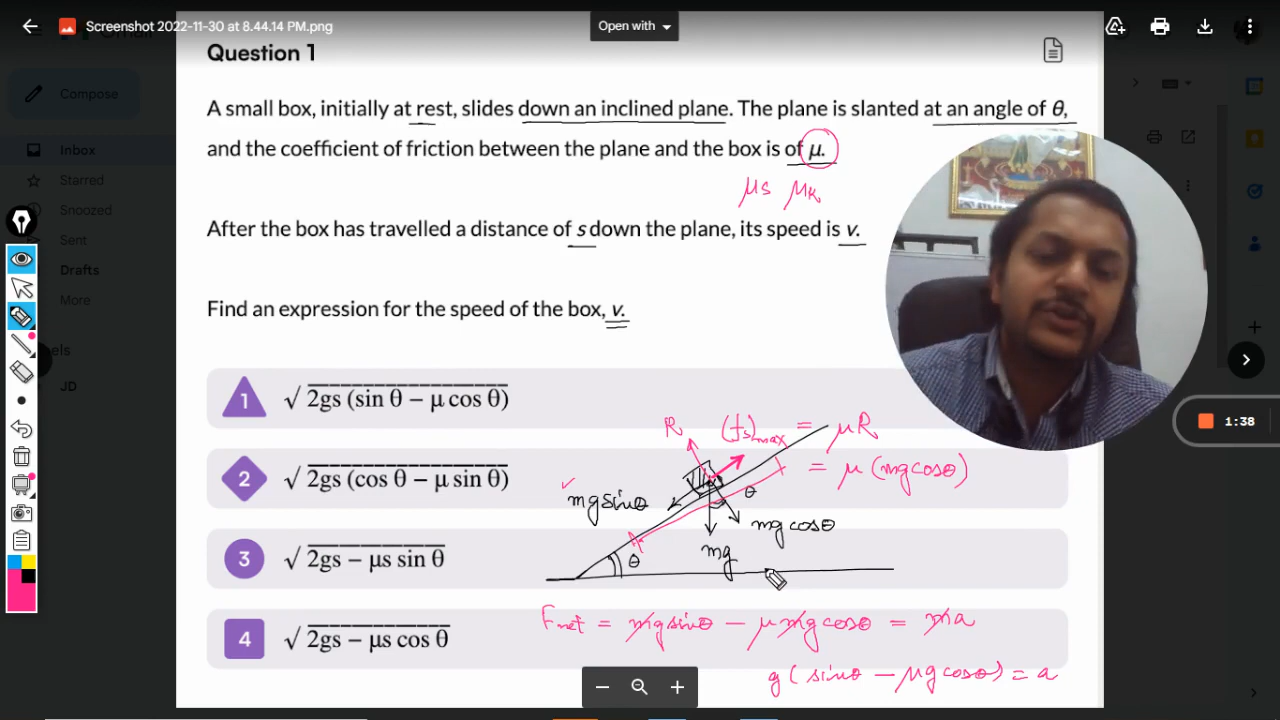 Screenshot 2022-11-30 at 8.44.14 PM.png
Open with
Question 1
Compose
A small box, initially at rest, slides down an inclined plane. The plane is slanted at an angle of θ,
and the coefficient of friction between the plane and the box is of μ.
Inbox
Starred
μs μk
Snoozed
After the box has travelled a distance of s down the plane, its speed is v.
Sent
Drafts
More
Find an expression for the speed of the box, v.
JD
1 √2gs (sin θ − μ cos θ)
R (fs)max = μR
2 √2gs (cos θ − μ sin θ)
= μ (mg cosθ)
θ
mg sinθ
mg cosθ
3 √2gs − μs sin θ
θ
mg
4 √2gs − μs cos θ
Fnet = mg sinθ − μmg cosθ = ma
g( sinθ − μg cosθ) = a
1:38